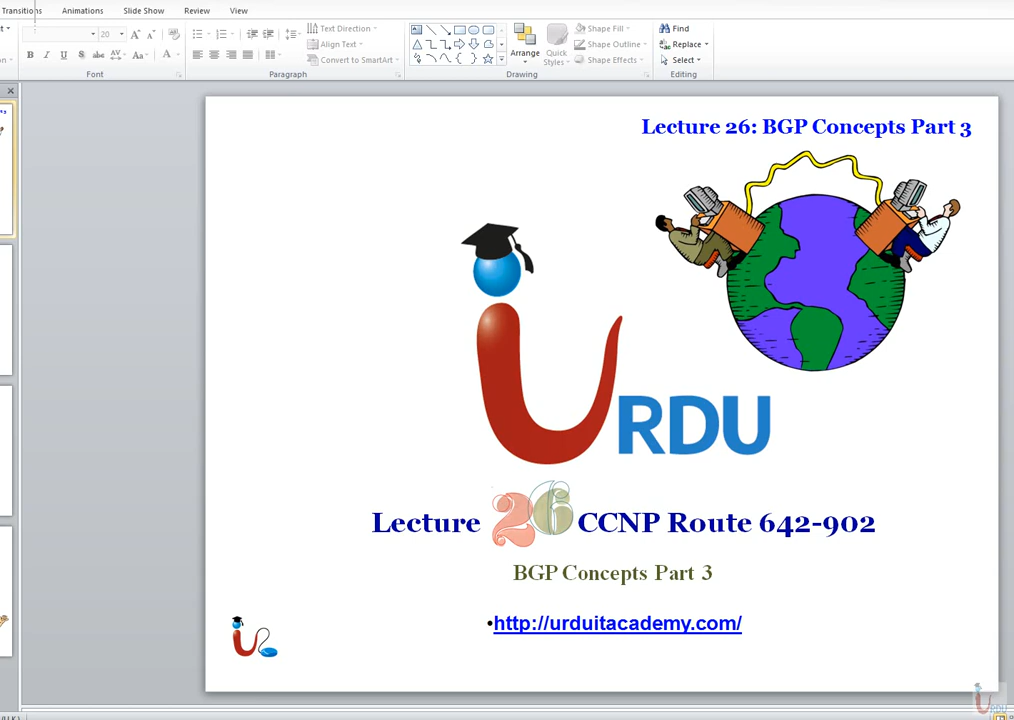 Transitions Animations Slide Show Review View
20 Text Direction Shape Fill Find
Align Text Arrange Quick Styles Shape Outline Replace
Convert to SmartArt Shape Effects Select
Font Paragraph Drawing Editing
Lecture 26: BGP Concepts Part 3
URDU
Lecture 26 CCNP Route 642-902
BGP Concepts Part 3
•http://urduitacademy.com/